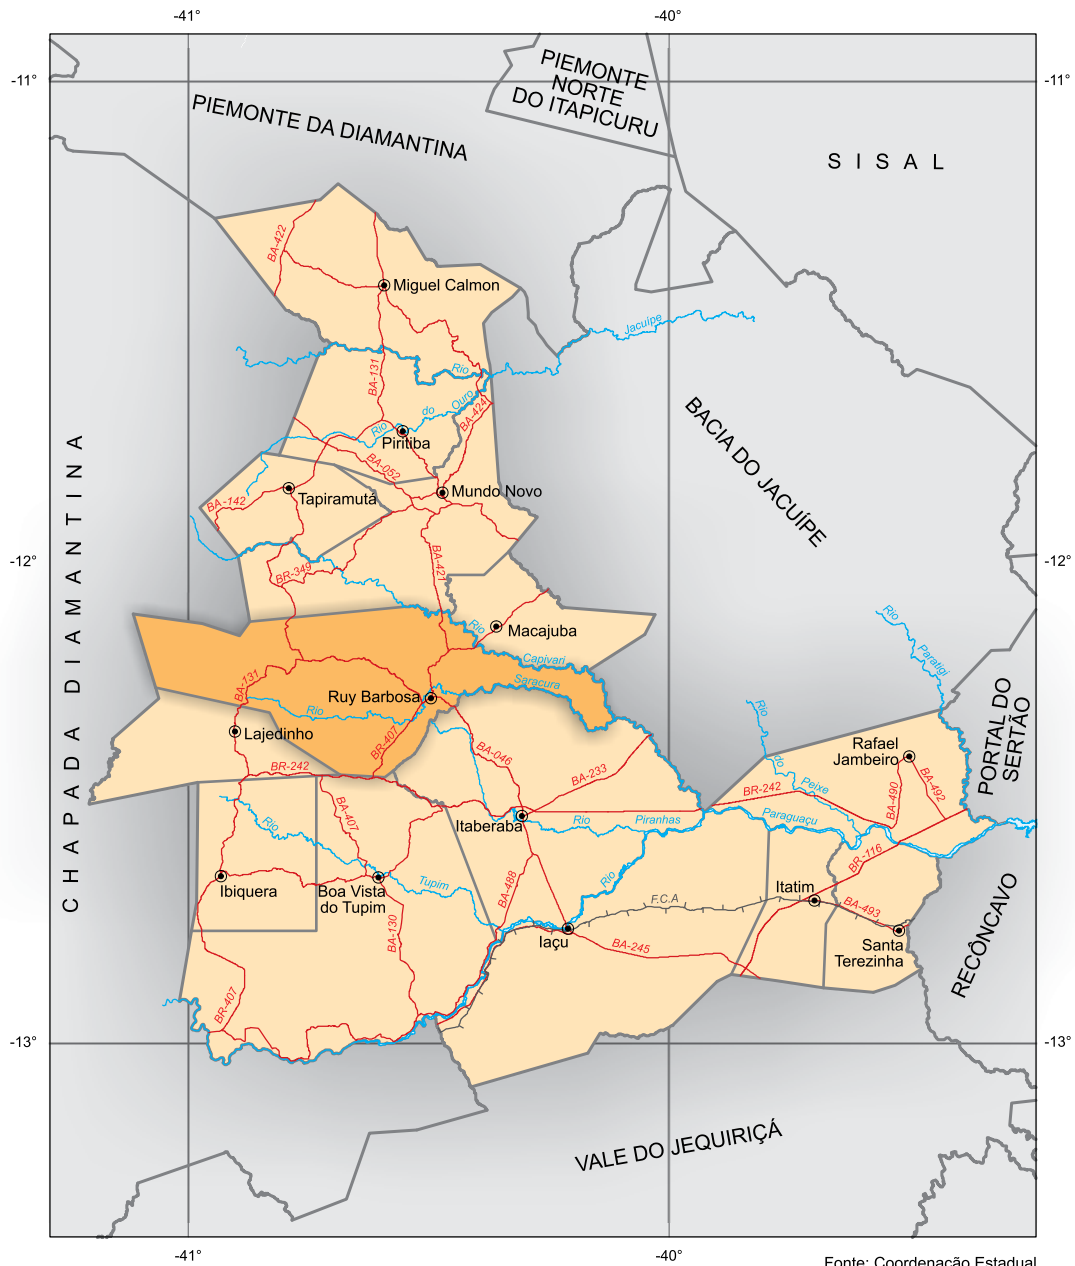 -41°
-40°
-11°
-11°
PIEMONTE
NORTE
DO ITAPICURU
PIEMONTE DA DIAMANTINA
SISAL
BA-422
Miguel Calmon
Jacuípe
BA-131
Rio
Rio
do
Ouro
BA-424
Piritiba
BA-052
BACIA DO JACUÍPE
CHAPADA DIAMANTINA
Tapiramutá
Mundo Novo
BA-142
-12°
-12°
BR-349
BA-421
Rio
Macajuba
Capivari
Saracura
Rio
Paratigi
BA-131
Ruy Barbosa
Rio
Lajedinho
BR-407
BR-242
BA-046
BA-233
Rio
do
Peixe
Rafael
Jambeiro
PORTAL DO
SERTÃO
BR-242
BA-490
BA-492
BA-407
Itaberaba
Rio
Piranhas
Paraguaçu
Rio
BR-116
Ibiquera
Boa Vista
do Tupim
Tupim
BA-488
Rio
F.C.A
Itatim
BA-493
BA-130
Iaçu
BA-245
Santa
Terezinha
RECÔNCAVO
BR-407
-13°
-13°
VALE DO JEQUIRIÇÁ
-41°
-40°
Fonte: Coordenação Estadual